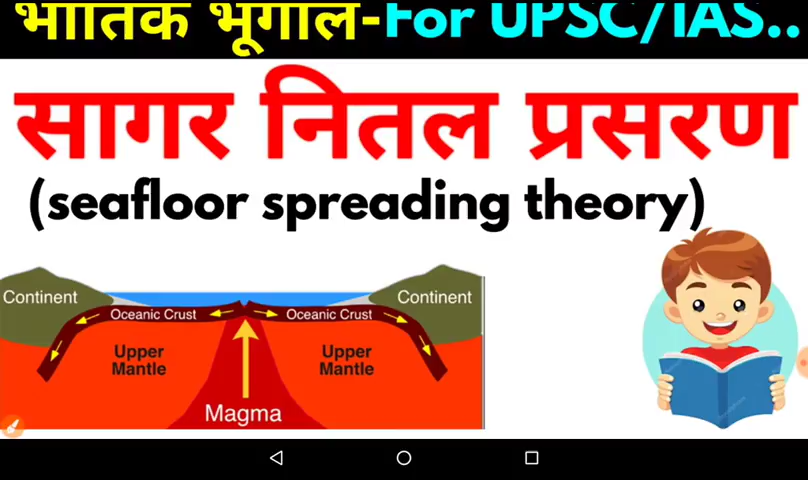 भौतिक भूगोल-For UPSC/IAS..
सागर नितल प्रसरण
(seafloor spreading theory)
Continent
Continent
Oceanic Crust
Oceanic Crust
Upper
Mantle
Upper
Mantle
Magma